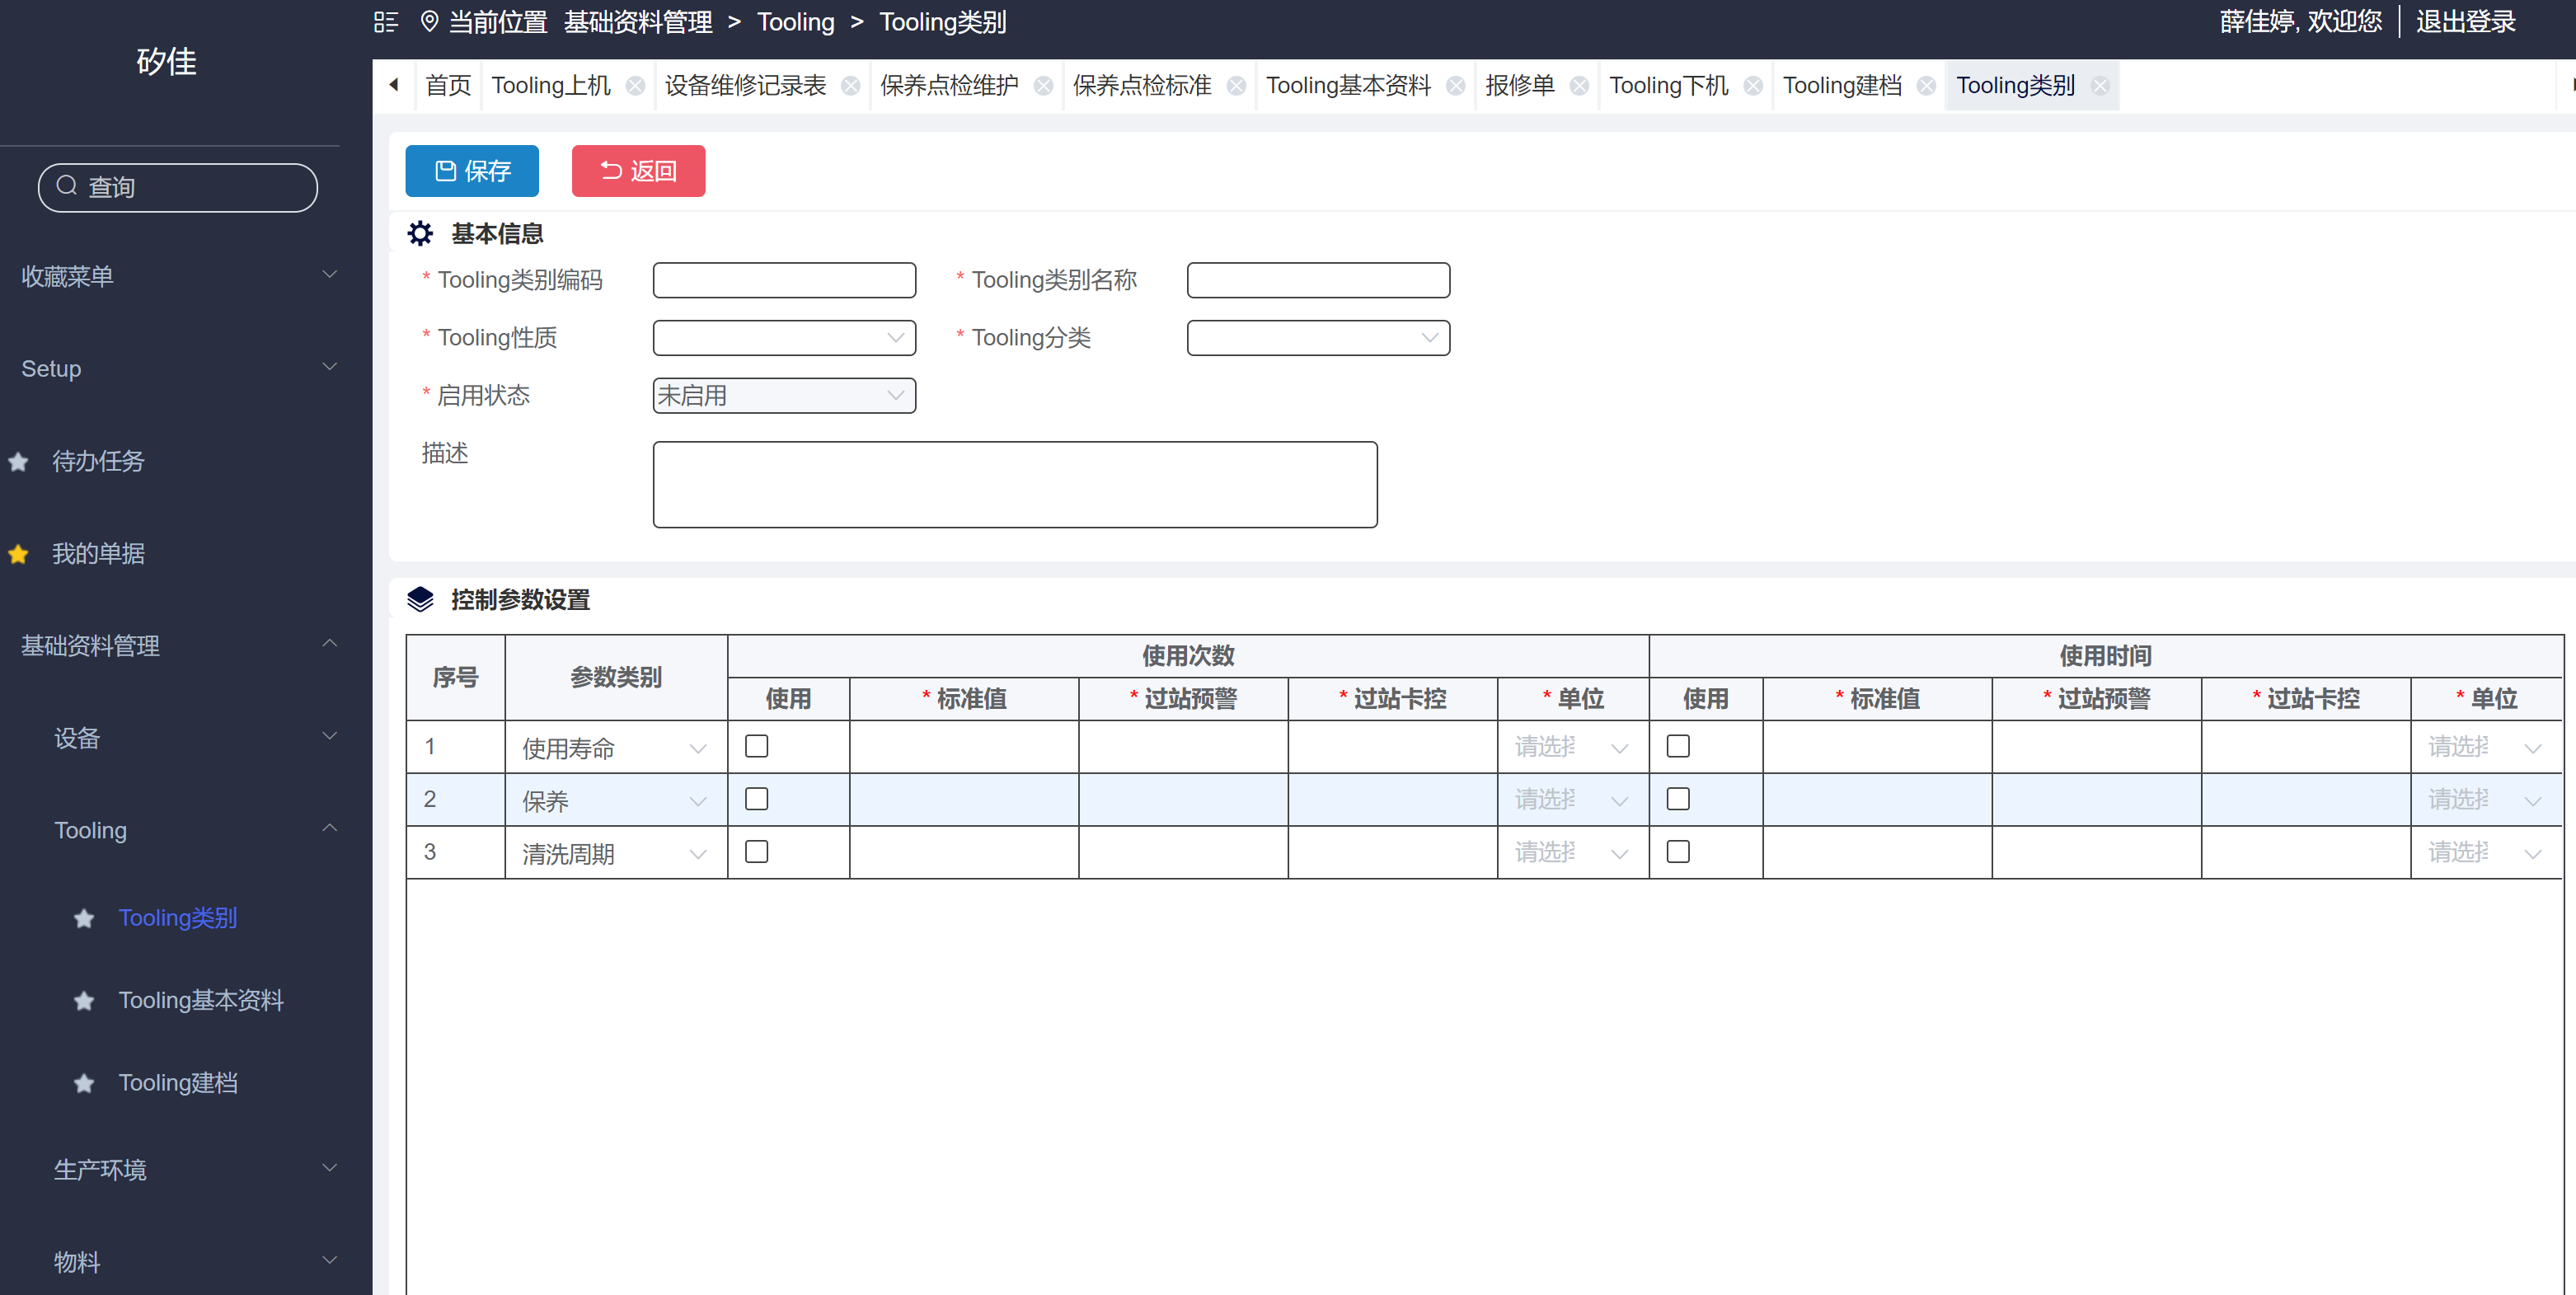 矽佳
查询
收藏菜单
Setup
待办任务
我的单据
基础资料管理
设备
Tooling
Tooling类别
Tooling基本资料
Tooling建档
生产环境
物料
当前位置 基础资料管理 > Tooling > Tooling类别
薛佳婷, 欢迎您 退出登录
首页 Tooling上机 设备维修记录表 保养点检维护 保养点检标准 Tooling基本资料 报修单 Tooling下机 Tooling建档 Tooling类别
保存 返回
基本信息
* Tooling类别编码 * Tooling类别名称
* Tooling性质 * Tooling分类
* 启用状态 未启用
描述
控制参数设置
序号 参数类别 使用次数 使用时间
使用 * 标准值 * 过站预警 * 过站卡控 * 单位 使用 * 标准值 * 过站预警 * 过站卡控 * 单位
1 使用寿命 请选 请选
2 保养 请选 请选
3 清洗周期 请选 请选